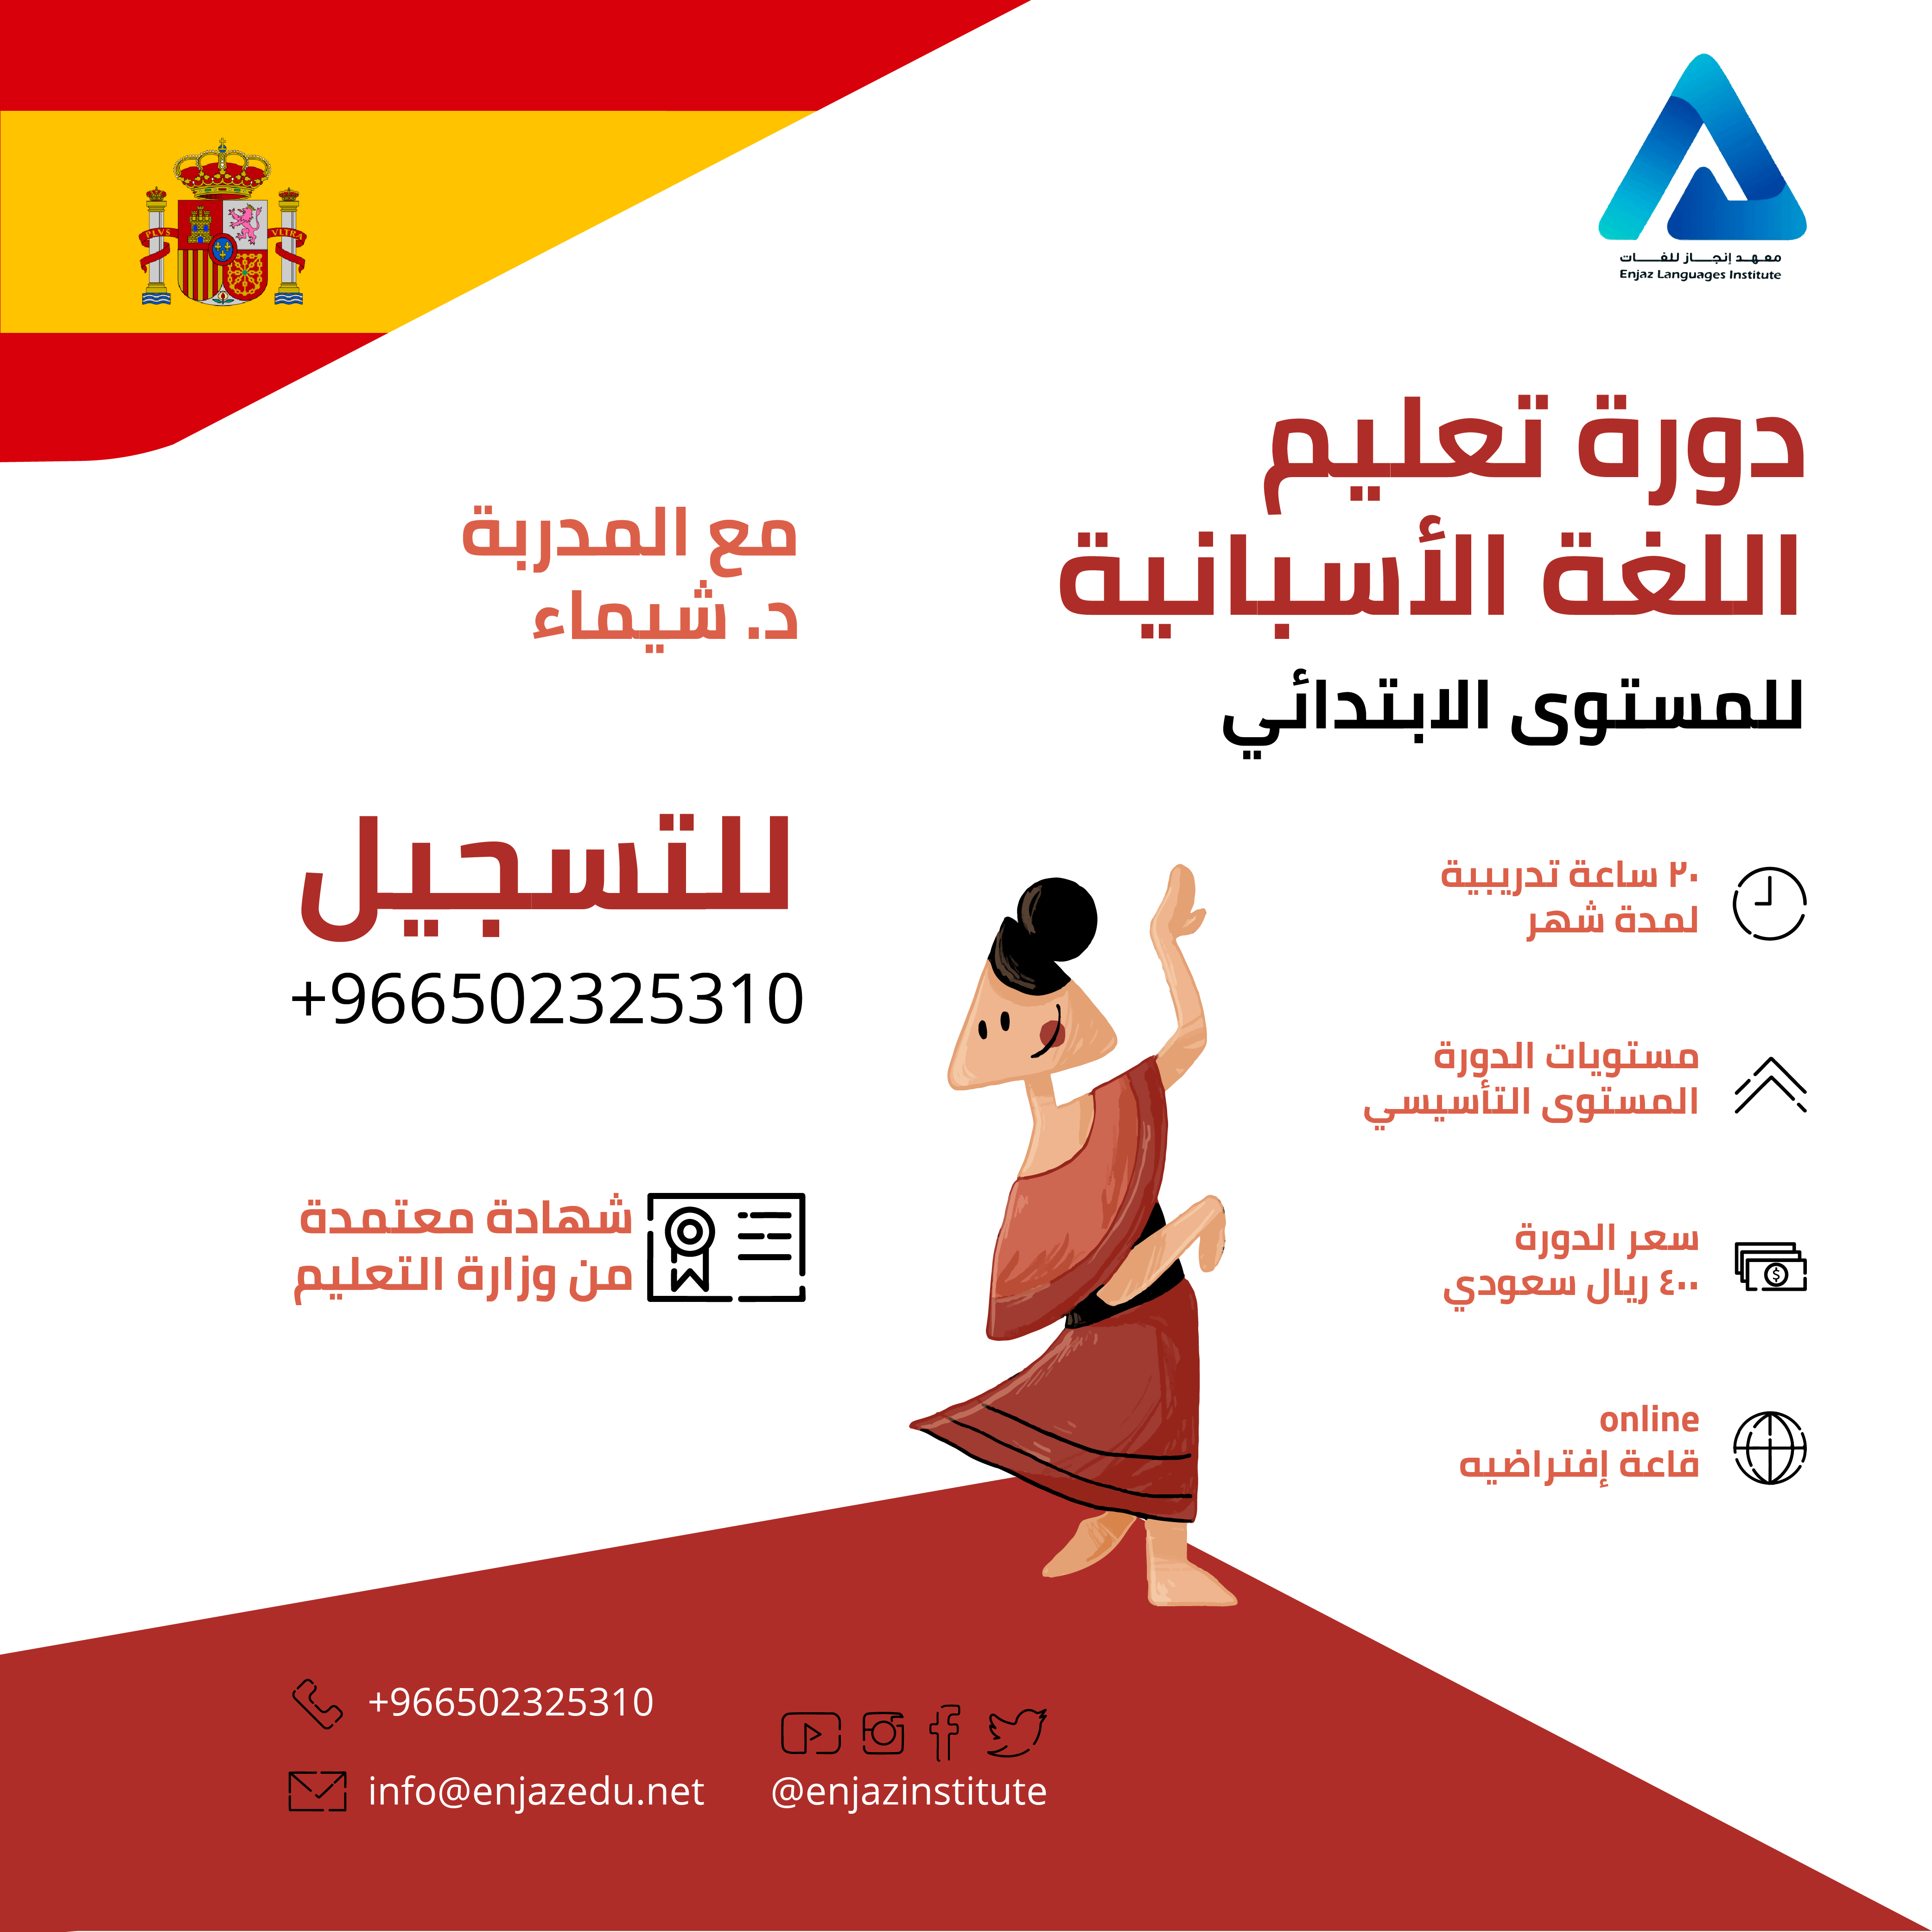 معهد إنجاز للغات
Enjaz Languages Institute
PLVS VLTRA
دورة تعليم
اللغة الأسبانية
للمستوى الابتدائي
مع المدربة
د. شيماء
للتسجيل
+966502325310
شهادة معتمدة
من وزارة التعليم
٢٠ ساعة تدريبية
لمدة شهر
مستويات الدورة
المستوى التأسيسي
سعر الدورة
٤٠٠ ريال سعودي
online
قاعة إفتراضيه
+966502325310
info@enjazedu.net
@enjazinstitute